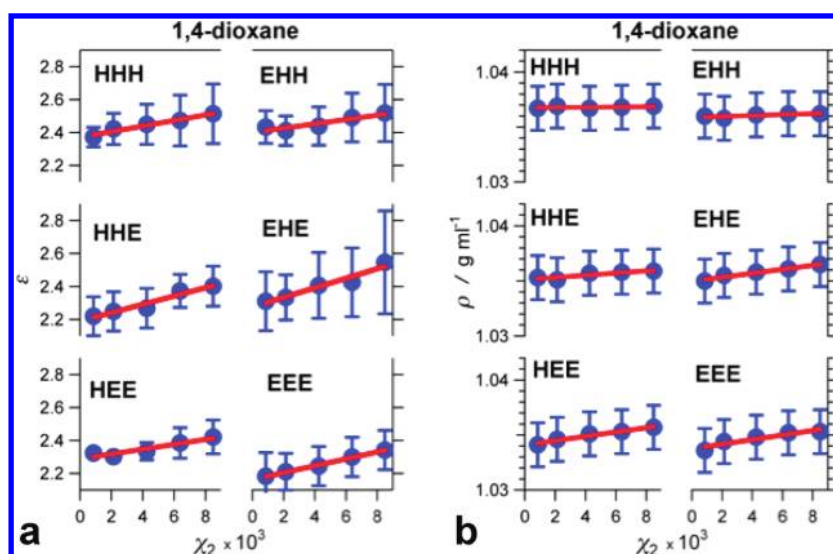 1,4-dioxane 1,4-dioxane
2.8 HHH EHH 1.04 HHH EHH
2.6
2.4
2.2 1.03
2.8 HHE EHE 1.04 HHE EHE
2.6
2.4
2.2 1.03
2.8 HEE EEE 1.04 HEE EEE
2.6
2.4
2.2 1.03
ε ρ / g ml⁻¹
0 2 4 6 8 0 2 4 6 8 0 2 4 6 8 0 2 4 6 8
a χ₂ × 10³ b χ₂ × 10³